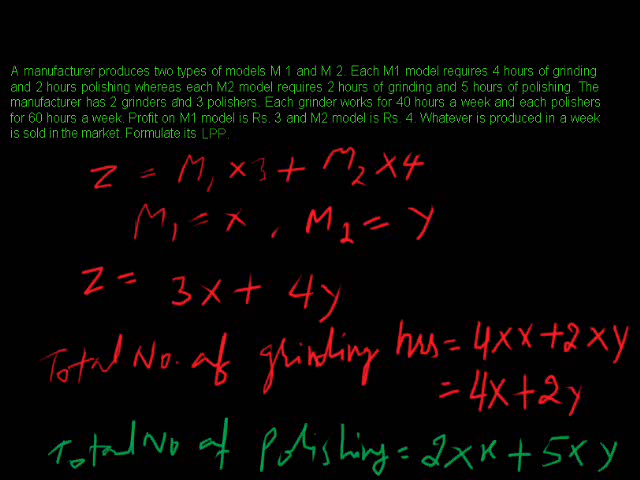 A manufacturer produces two types of models M 1 and M 2. Each M1 model requires 4 hours of grinding
and 2 hours polishing whereas each M2 model requires 2 hours of grinding and 5 hours of polishing. The
manufacturer has 2 grinders and 3 polishers. Each grinder works for 40 hours a week and each polishers
for 60 hours a week. Profit on M1 model is Rs. 3 and M2 model is Rs. 4. Whatever is produced in a week
is sold in the market. Formulate its LPP.
Z = M₁ × 3 + M₂ × 4
M₁ = x , M₂ = y
Z = 3x + 4y
Total No. of grinding hrs = 4×x + 2×y
= 4x + 2y
Total No of Polishing = 2×x + 5×y